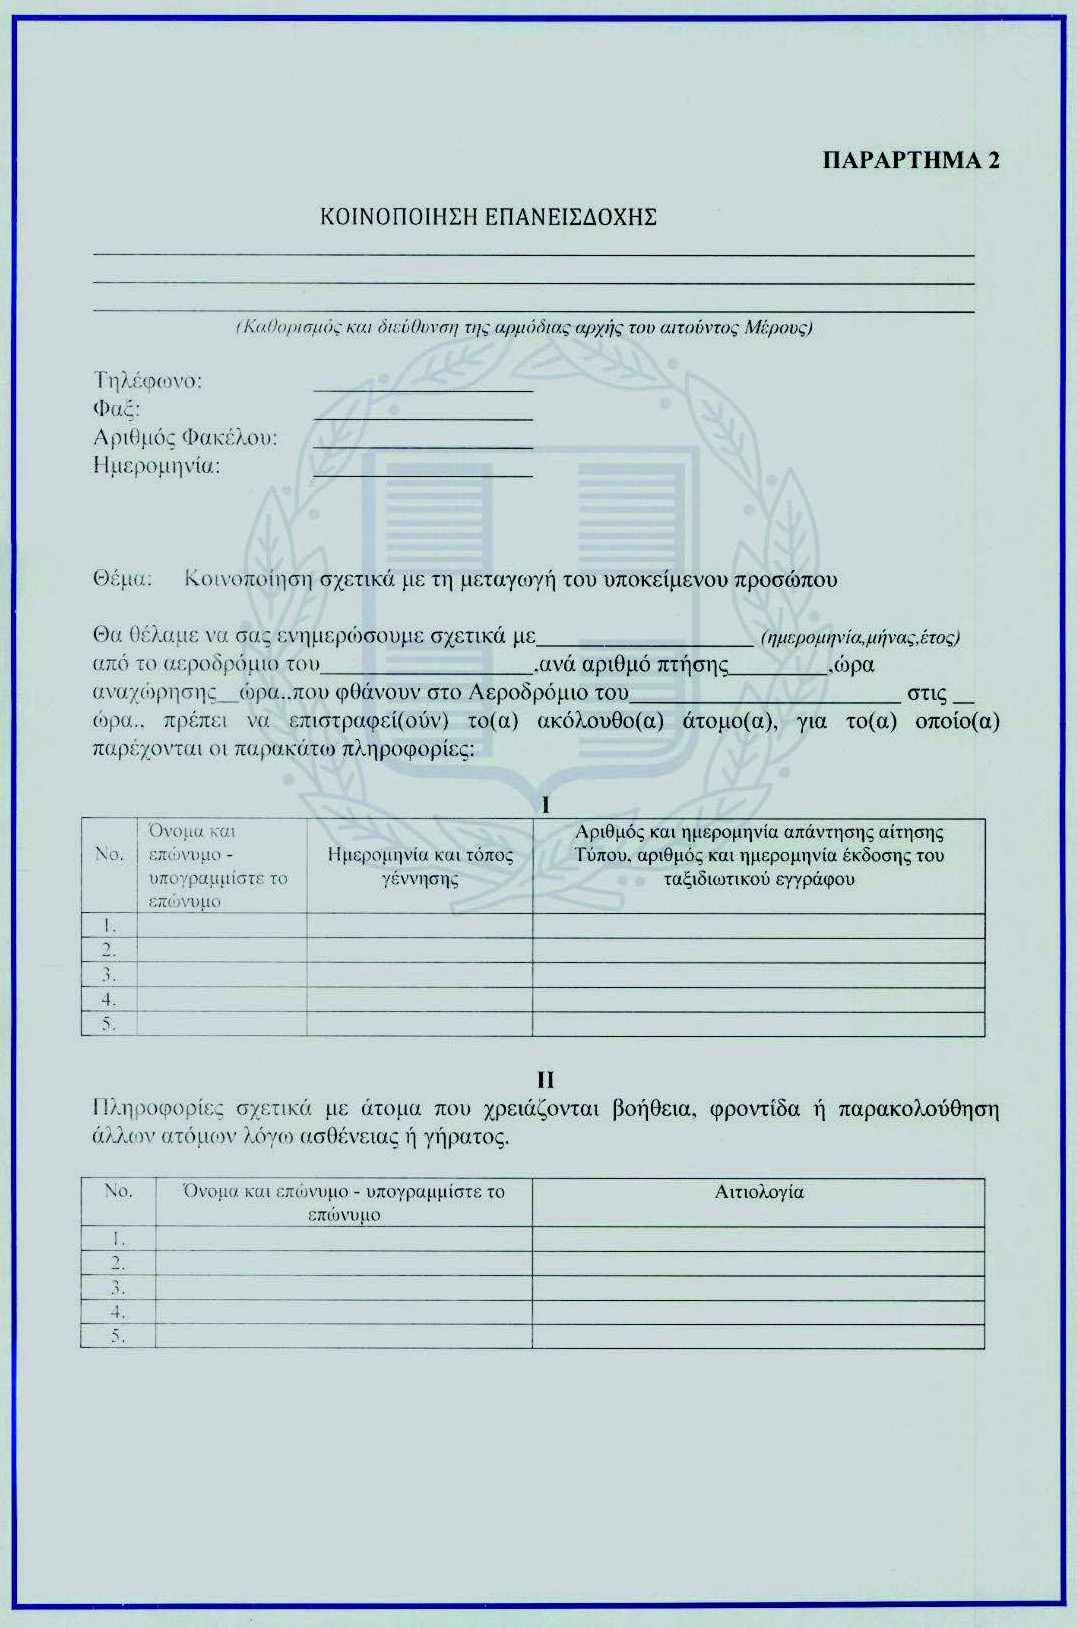 ΠΑΡΑΡΤΗΜΑ 2
ΚΟΙΝΟΠΟΙΗΣΗ ΕΠΑΝΕΙΣΔΟΧΗΣ
(Καθορισμός και διεύθυνση της αρμόδιας αρχής του αιτούντος Μέρους)
Τηλέφωνο:
Φαξ:
Αριθμός Φακέλου:
Ημερομηνία:
Θέμα: Κοινοποίηση σχετικά με τη μεταγωγή του υποκείμενου προσώπου
Θα θέλαμε να σας ενημερώσουμε σχετικά με____________________ (ημερομηνία,μήνας,έτος)
από το αεροδρόμιο του____________________,ανά αριθμό πτήσης_________,ώρα
αναχώρησης__ώρα..που φθάνουν στο Αεροδρόμιο του_________________________ στις __
ώρα.. πρέπει να επιστραφεί(ούν) το(α) ακόλουθο(α) άτομο(α), για το(α) οποίο(α)
παρέχονται οι παρακάτω πληροφορίες:
I
No. Όνομα και επώνυμο - υπογραμμίστε το επώνυμο Ημερομηνία και τόπος γέννησης Αριθμός και ημερομηνία απάντησης αίτησης Τύπου, αριθμός και ημερομηνία έκδοσης του ταξιδιωτικού εγγράφου
1.
2.
3.
4.
5.
II
Πληροφορίες σχετικά με άτομα που χρειάζονται βοήθεια, φροντίδα ή παρακολούθηση
άλλων ατόμων λόγω ασθένειας ή γήρατος.
No. Όνομα και επώνυμο - υπογραμμίστε το επώνυμο Αιτιολογία
1.
2.
3.
4.
5.